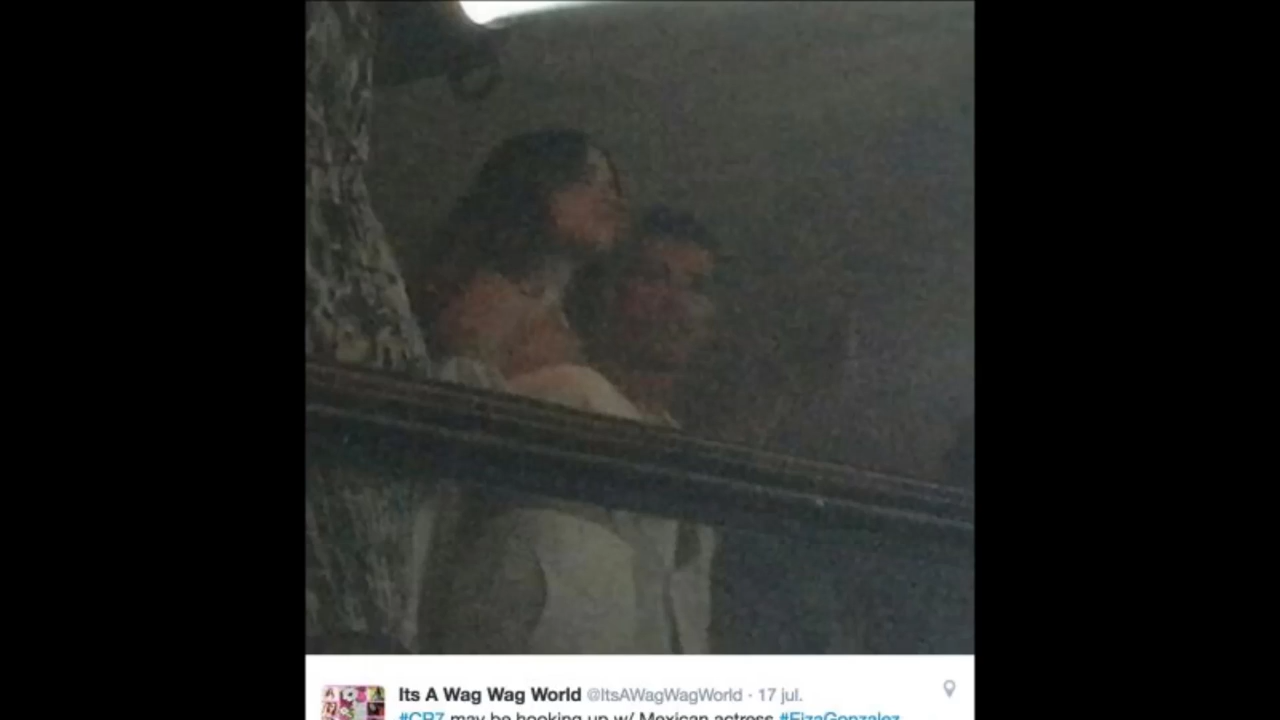 Its A Wag Wag World @ItsAWagWagWorld · 17 jul.
#CR7 may be hooking up w/ Mexican actress #EizaGonzalez